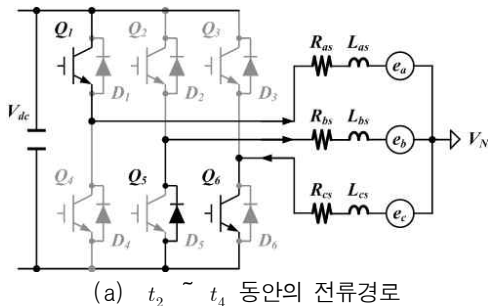 Q1 Q2 Q3
Ras Las ea
D1 D2 D3
Vdc
Rbs Lbs eb VN
Q4 Q5 Q6
Rcs Lcs ec
D4 D5 D6
(a) t2 ~ t4 동안의 전류경로